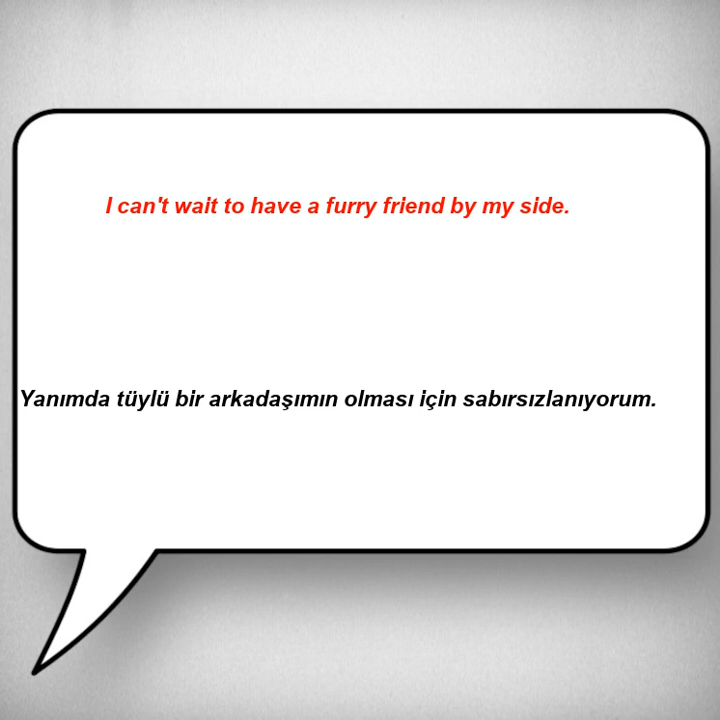 I can't wait to have a furry friend by my side.
Yanımda tüylü bir arkadaşımın olması için sabırsızlanıyorum.